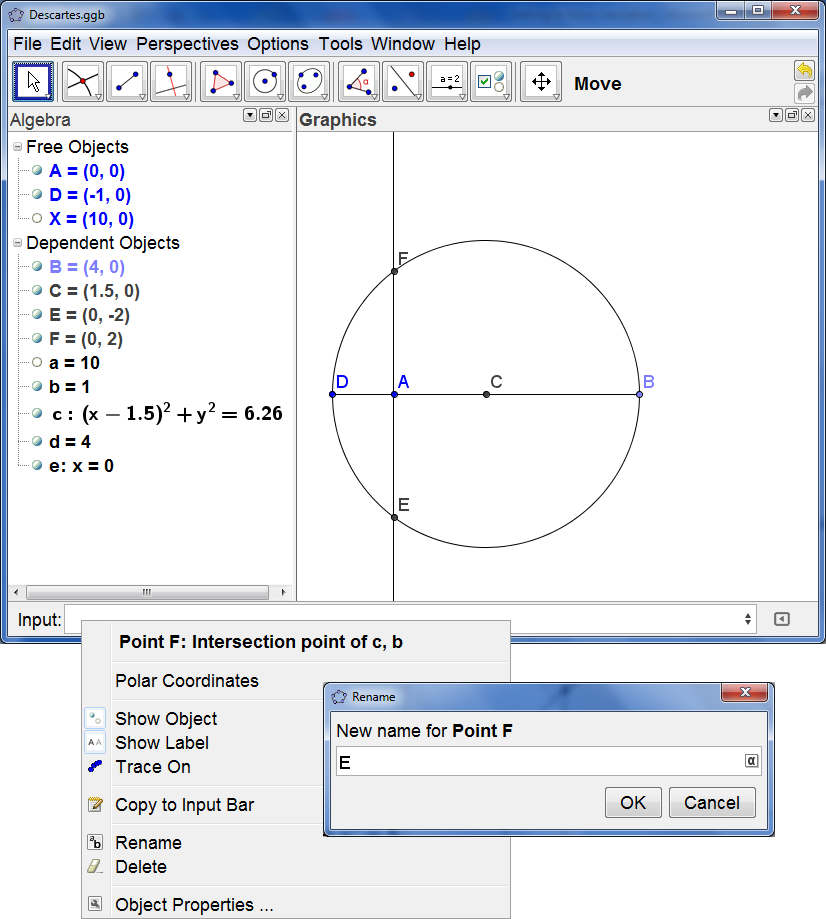 Descartes.ggb
File Edit View Perspectives Options Tools Window Help
a = 2
Move
Algebra
Graphics
Free Objects
A = (0, 0)
D = (-1, 0)
X = (10, 0)
Dependent Objects
B = (4, 0)
C = (1.5, 0)
E = (0, -2)
F = (0, 2)
a = 10
b = 1
c : (x − 1.5)² + y² = 6.26
d = 4
e: x = 0
F
D
A
C
B
E
Input:
Point F: Intersection point of c, b
Polar Coordinates
Show Object
AA Show Label
Trace On
Copy to Input Bar
ab Rename
Delete
Object Properties ...
Rename
New name for Point F
E
α
OK
Cancel